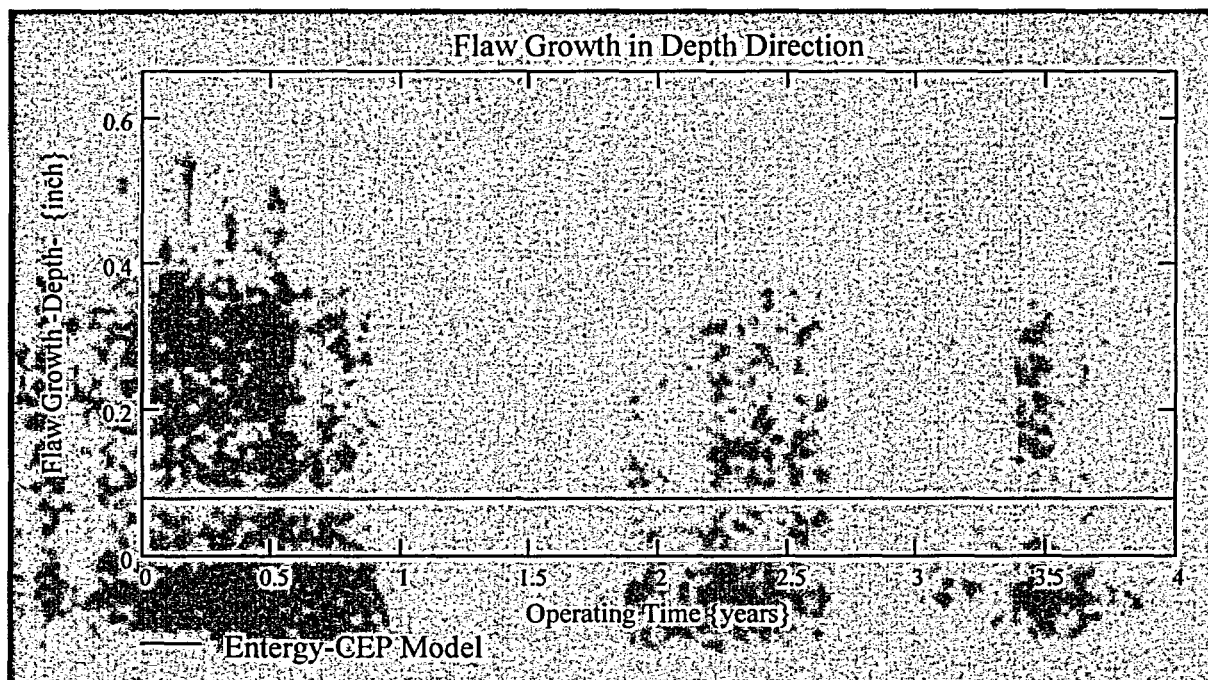 Flaw Growth in Depth Direction
Flaw Growth -Depth- {inch}
0.6
0.4
0.2
0
0 0.5 1 1.5 2 2.5 3 3.5 4
Operating Time {years}
Entergy-CEP Model